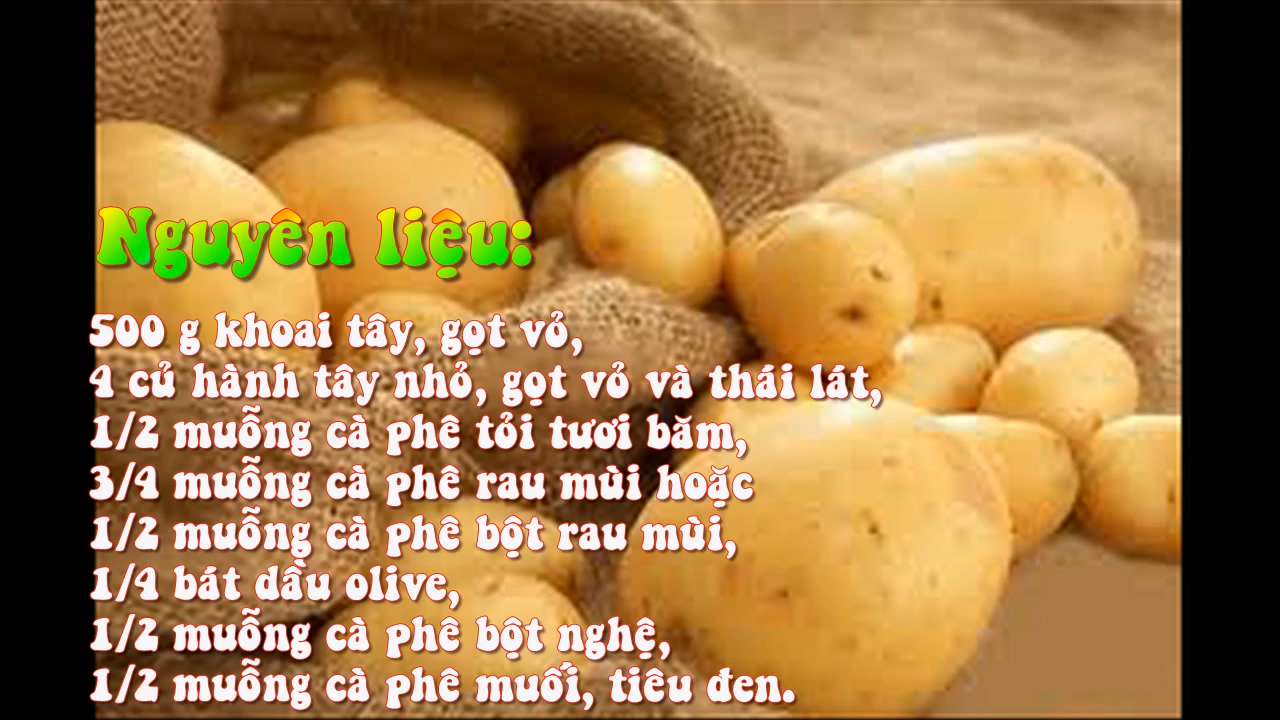 Nguyên liệu:
500 g khoai tây, gọt vỏ,
4 củ hành tây nhỏ, gọt vỏ và thái lát,
1/2 muỗng cà phê tỏi tươi băm,
3/4 muỗng cà phê rau mùi hoặc
1/2 muỗng cà phê bột rau mùi,
1/4 bát dầu olive,
1/2 muỗng cà phê bột nghệ,
1/2 muỗng cà phê muối, tiêu đen.